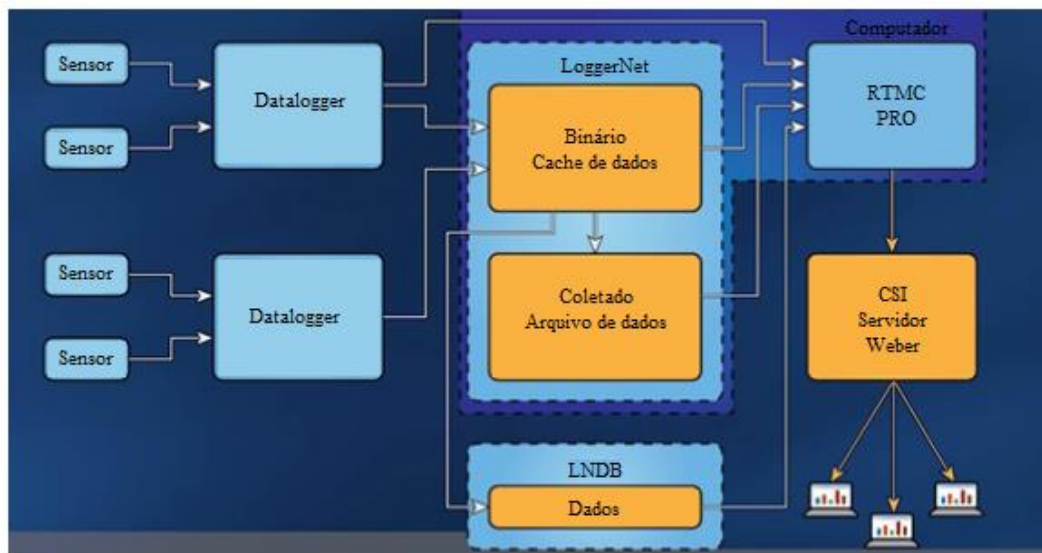 Computador
Sensor
Datalogger
Sensor
LoggerNet
Binário
Cache de dados
RTMC
PRO
Sensor
Datalogger
Sensor
Coletado
Arquivo de dados
CSI
Servidor
Weber
LNDB
Dados